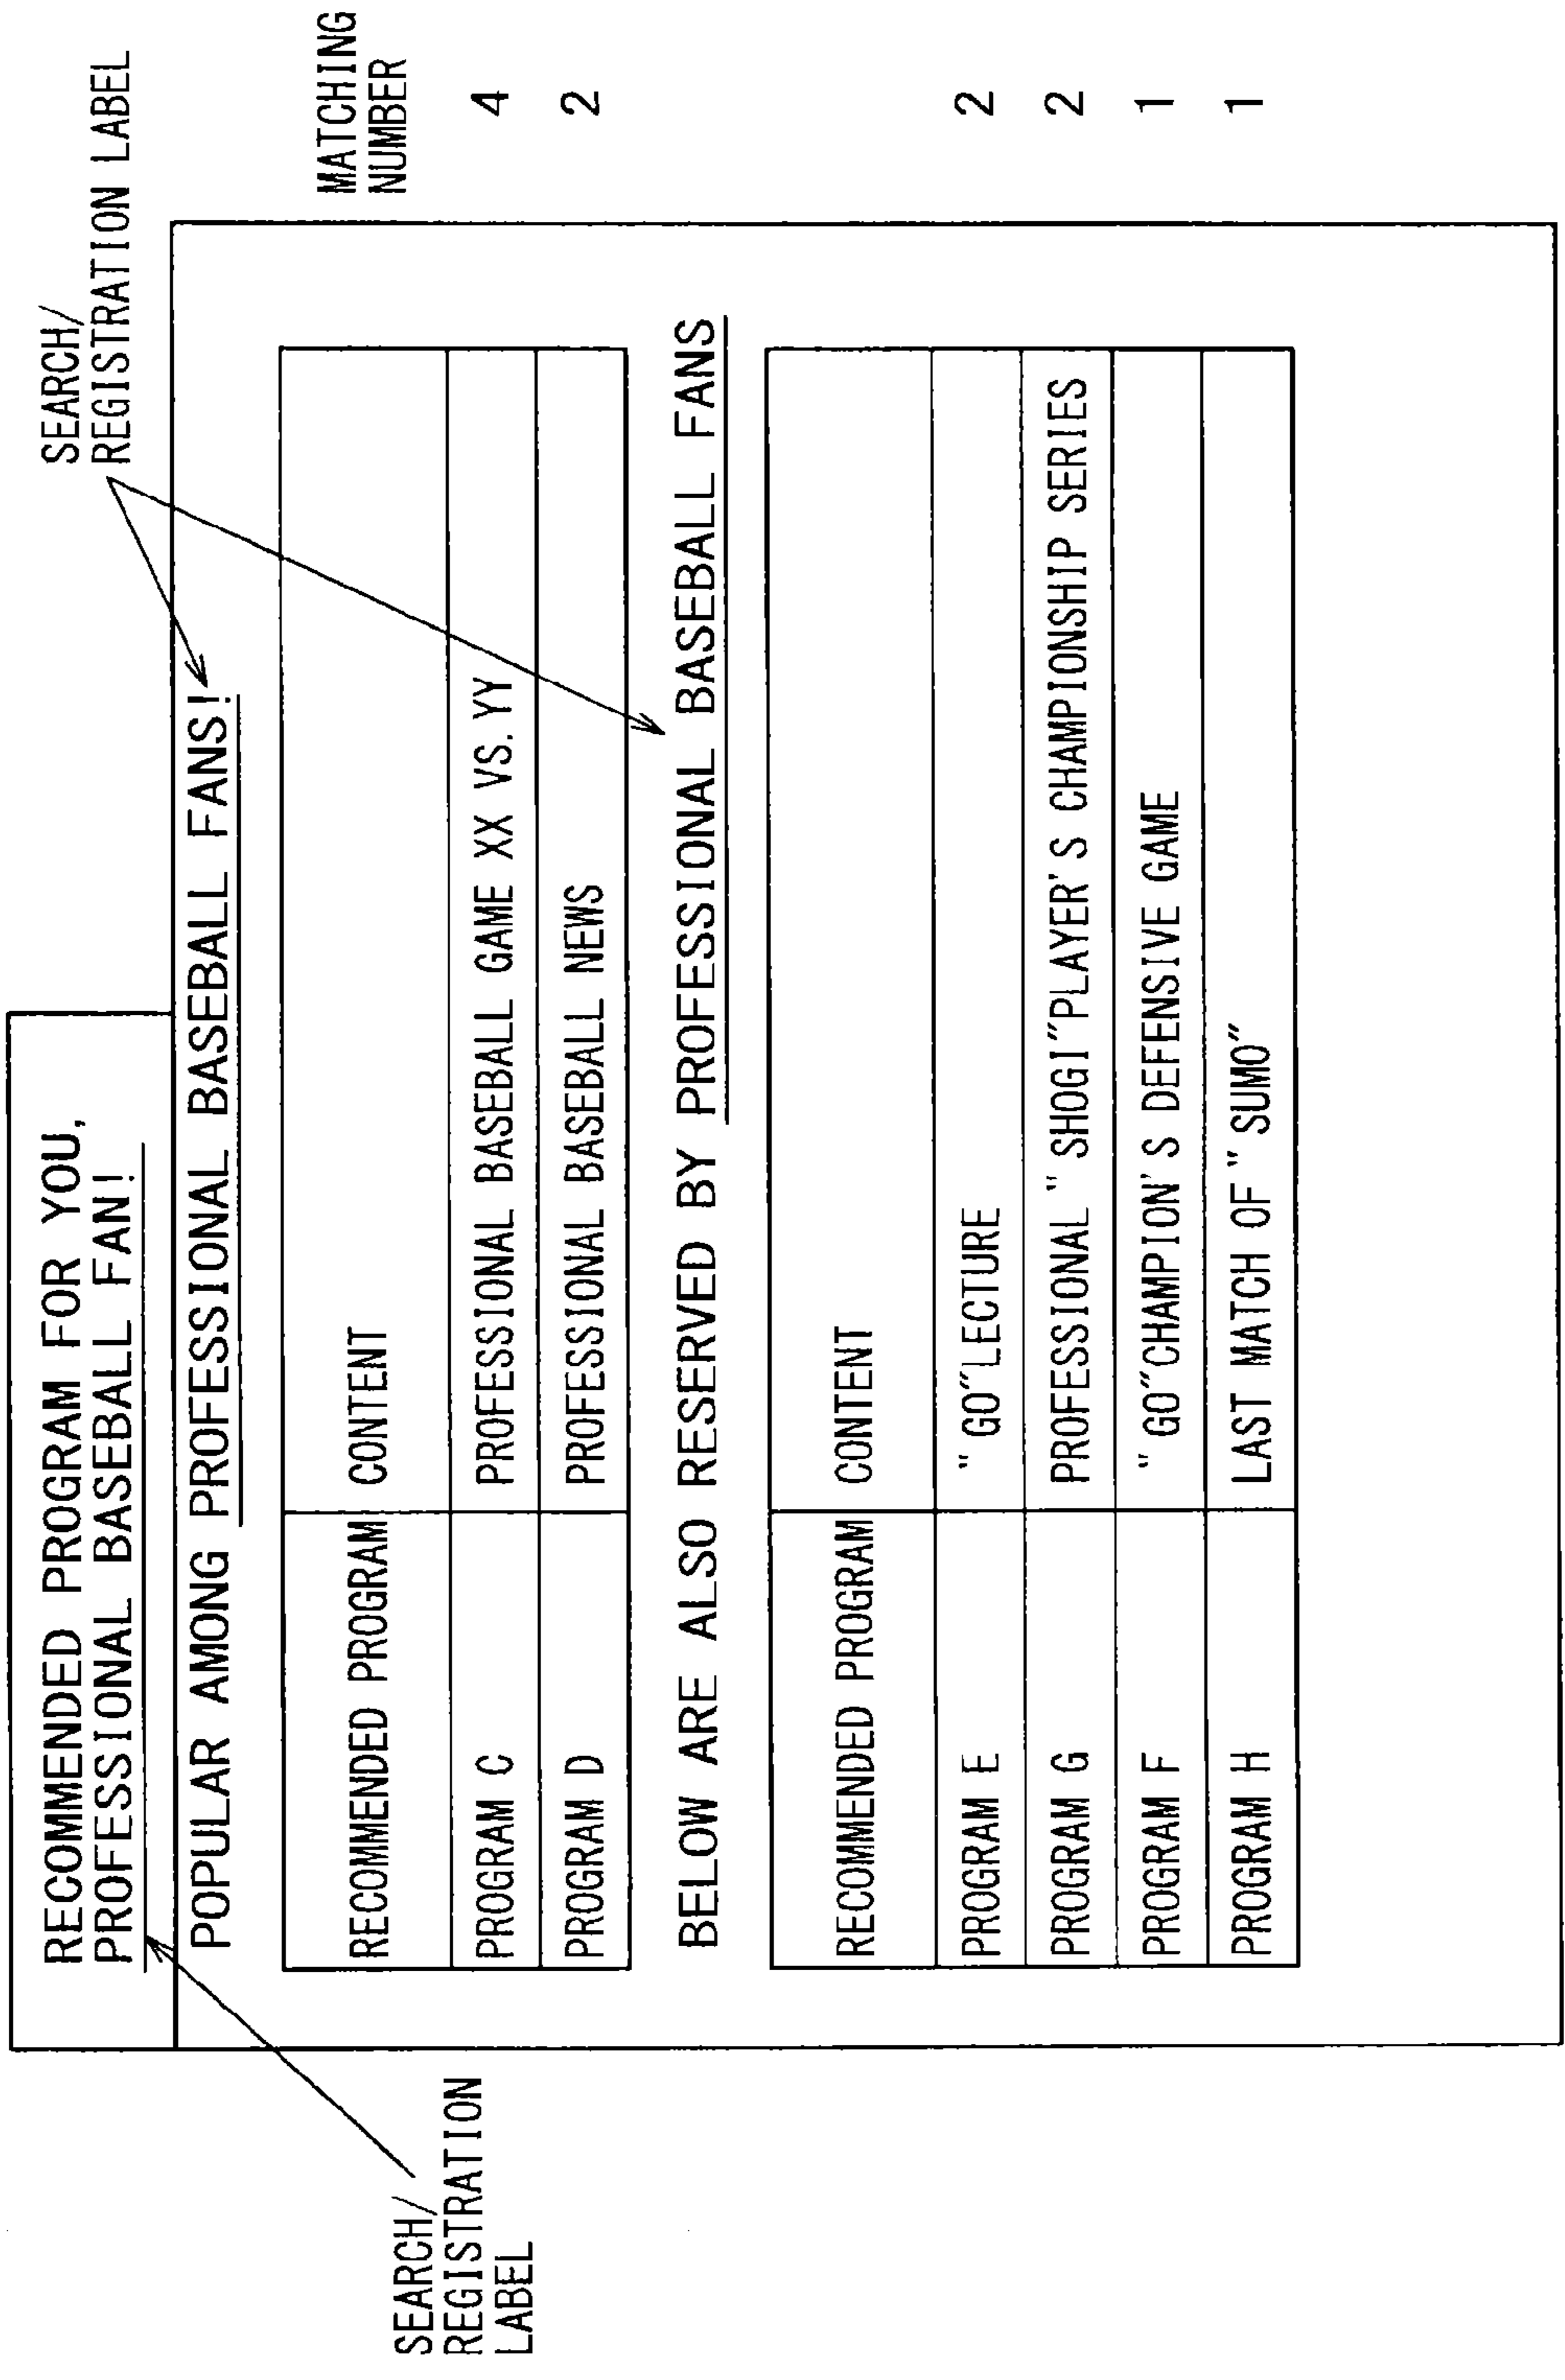 SEARCH/
REGISTRATION LABEL
RECOMMENDED PROGRAM FOR YOU,
PROFESSIONAL BASEBALL FAN!
SEARCH/
REGISTRATION
LABEL
POPULAR AMONG PROFESSIONAL BASEBALL FANS!
MATCHING
NUMBER
RECOMMENDED PROGRAM CONTENT
PROGRAM C PROFESSIONAL BASEBALL GAME XX VS. YY 4
PROGRAM D PROFESSIONAL BASEBALL NEWS 2
BELOW ARE ALSO RESERVED BY PROFESSIONAL BASEBALL FANS
RECOMMENDED PROGRAM CONTENT
PROGRAM E "GO"LECTURE 2
PROGRAM G PROFESSIONAL "SHOGI"PLAYER'S CHAMPIONSHIP SERIES 2
PROGRAM F "GO"CHAMPION'S DEFENSIVE GAME 1
PROGRAM H LAST MATCH OF "SUMO" 1